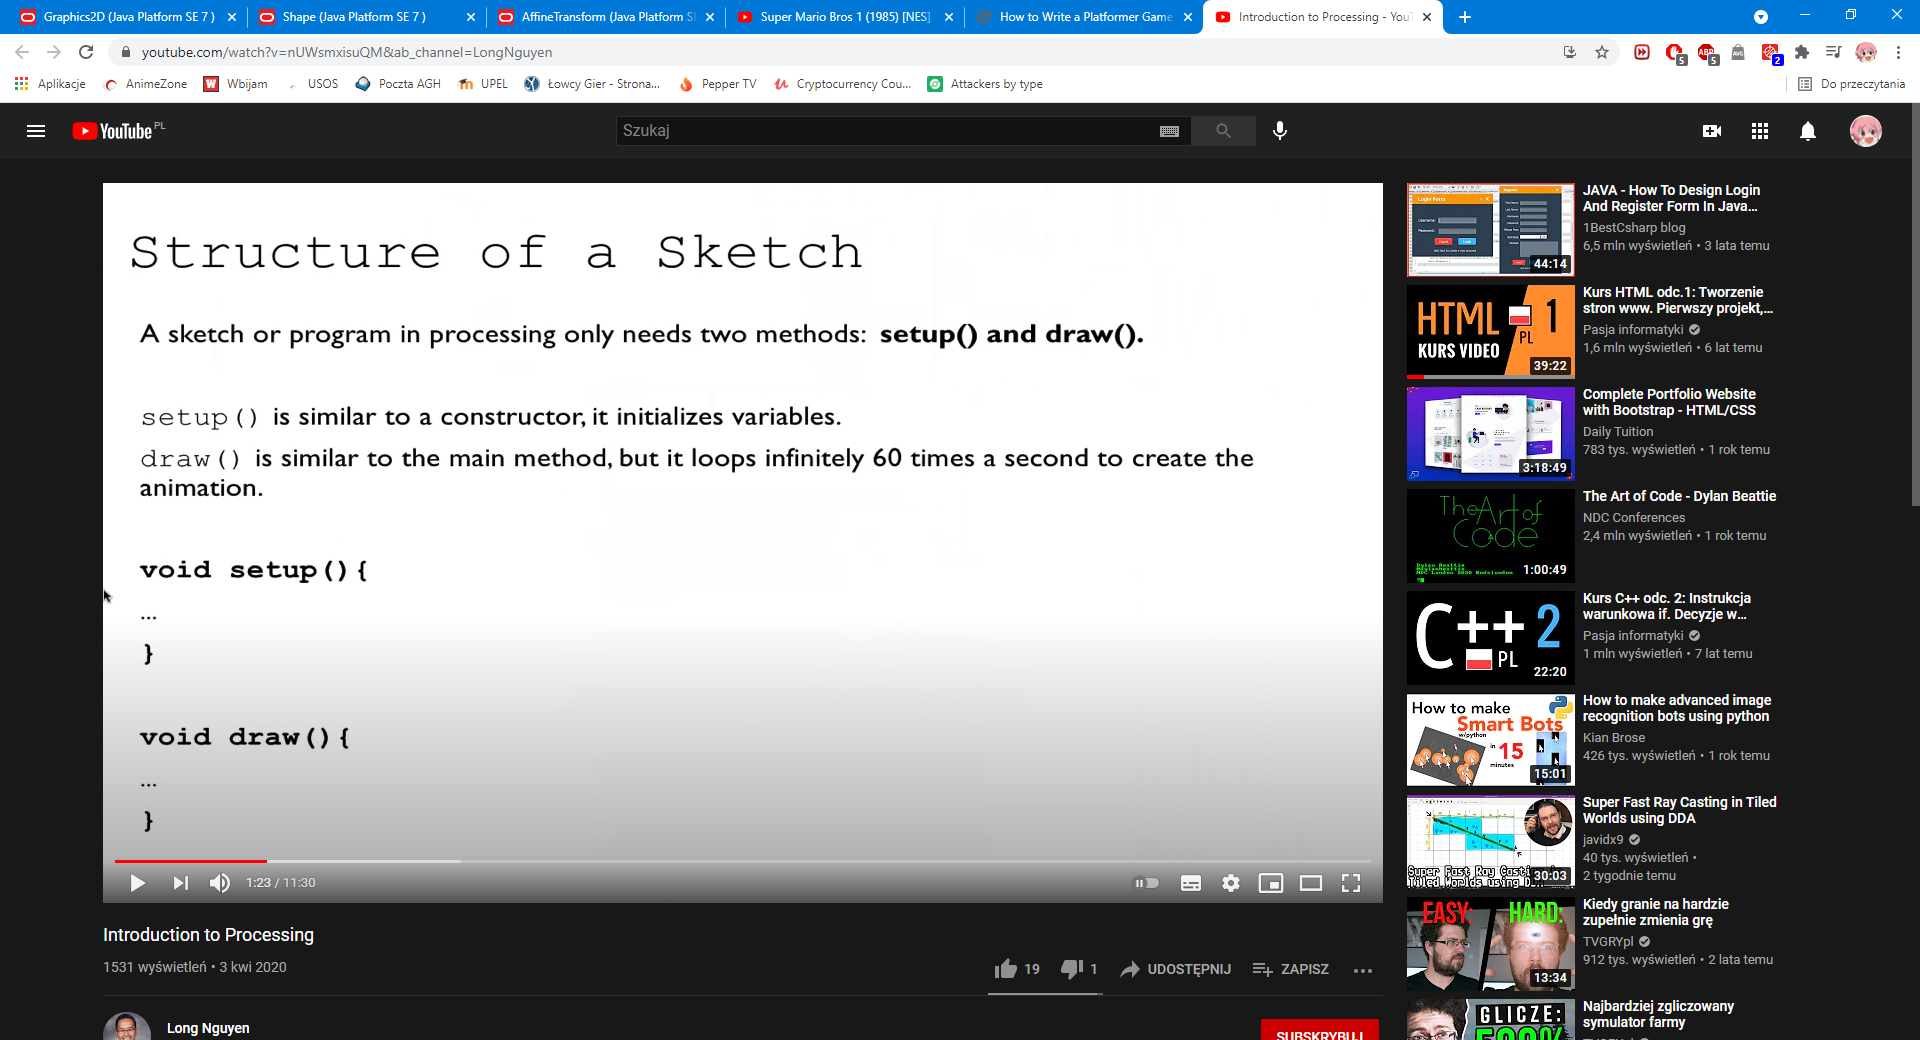 Graphics2D (Java Platform SE 7 )
Shape (Java Platform SE 7 )
AffineTransform (Java Platform SE
Super Mario Bros 1 (1985) [NES]
How to Write a Platformer Game
Introduction to Processing - YouT
youtube.com/watch?v=nUWsmxisuQM&ab_channel=LongNguyen
5
ABP
5
AVG
2
Aplikacje
AnimeZone
W
Wbijam
USOS
Poczta AGH
UPEL
Łowcy Gier - Strona...
Pepper TV
Cryptocurrency Cou...
Attackers by type
Do przeczytania
YouTube PL
Szukaj
Structure of a Sketch
A sketch or program in processing only needs two methods: setup() and draw().
setup() is similar to a constructor, it initializes variables.
draw() is similar to the main method, but it loops infinitely 60 times a second to create the
animation.
void setup(){
...
}
void draw(){
...
}
1:23 / 11:30
Introduction to Processing
1531 wyświetleń • 3 kwi 2020
19
1
UDOSTĘPNIJ
ZAPISZ
Long Nguyen
SUBSKRYBUJ
Login Form
44:14
JAVA - How To Design Login
And Register Form In Java...
1BestCsharp blog
6,5 mln wyświetleń • 3 lata temu
HTML 1
PL
KURS VIDEO
39:22
Kurs HTML odc.1: Tworzenie
stron www. Pierwszy projekt,...
Pasja informatyki
1,6 mln wyświetleń • 6 lat temu
3:18:49
Complete Portfolio Website
with Bootstrap - HTML/CSS
Daily Tuition
783 tys. wyświetleń • 1 rok temu
The Art of
Code
Dylan Beattie
1:00:49
The Art of Code - Dylan Beattie
NDC Conferences
2,4 mln wyświetleń • 1 rok temu
C++ 2
PL
22:20
Kurs C++ odc. 2: Instrukcja
warunkowa if. Decyzje w...
Pasja informatyki
1 mln wyświetleń • 7 lat temu
How to make
Smart Bots
w/python
in 15
minutes
15:01
How to make advanced image
recognition bots using python
Kian Brose
426 tys. wyświetleń • 1 rok temu
Super Fast Ray Casti
Tiled Worlds using D
30:03
Super Fast Ray Casting in Tiled
Worlds using DDA
javidx9
40 tys. wyświetleń •
2 tygodnie temu
EASY: HARD:
13:34
Kiedy granie na hardzie
zupełnie zmienia grę
TVGRYpl
912 tys. wyświetleń • 2 lata temu
GLICZE:
Najbardziej zgliczowany
symulator farmy